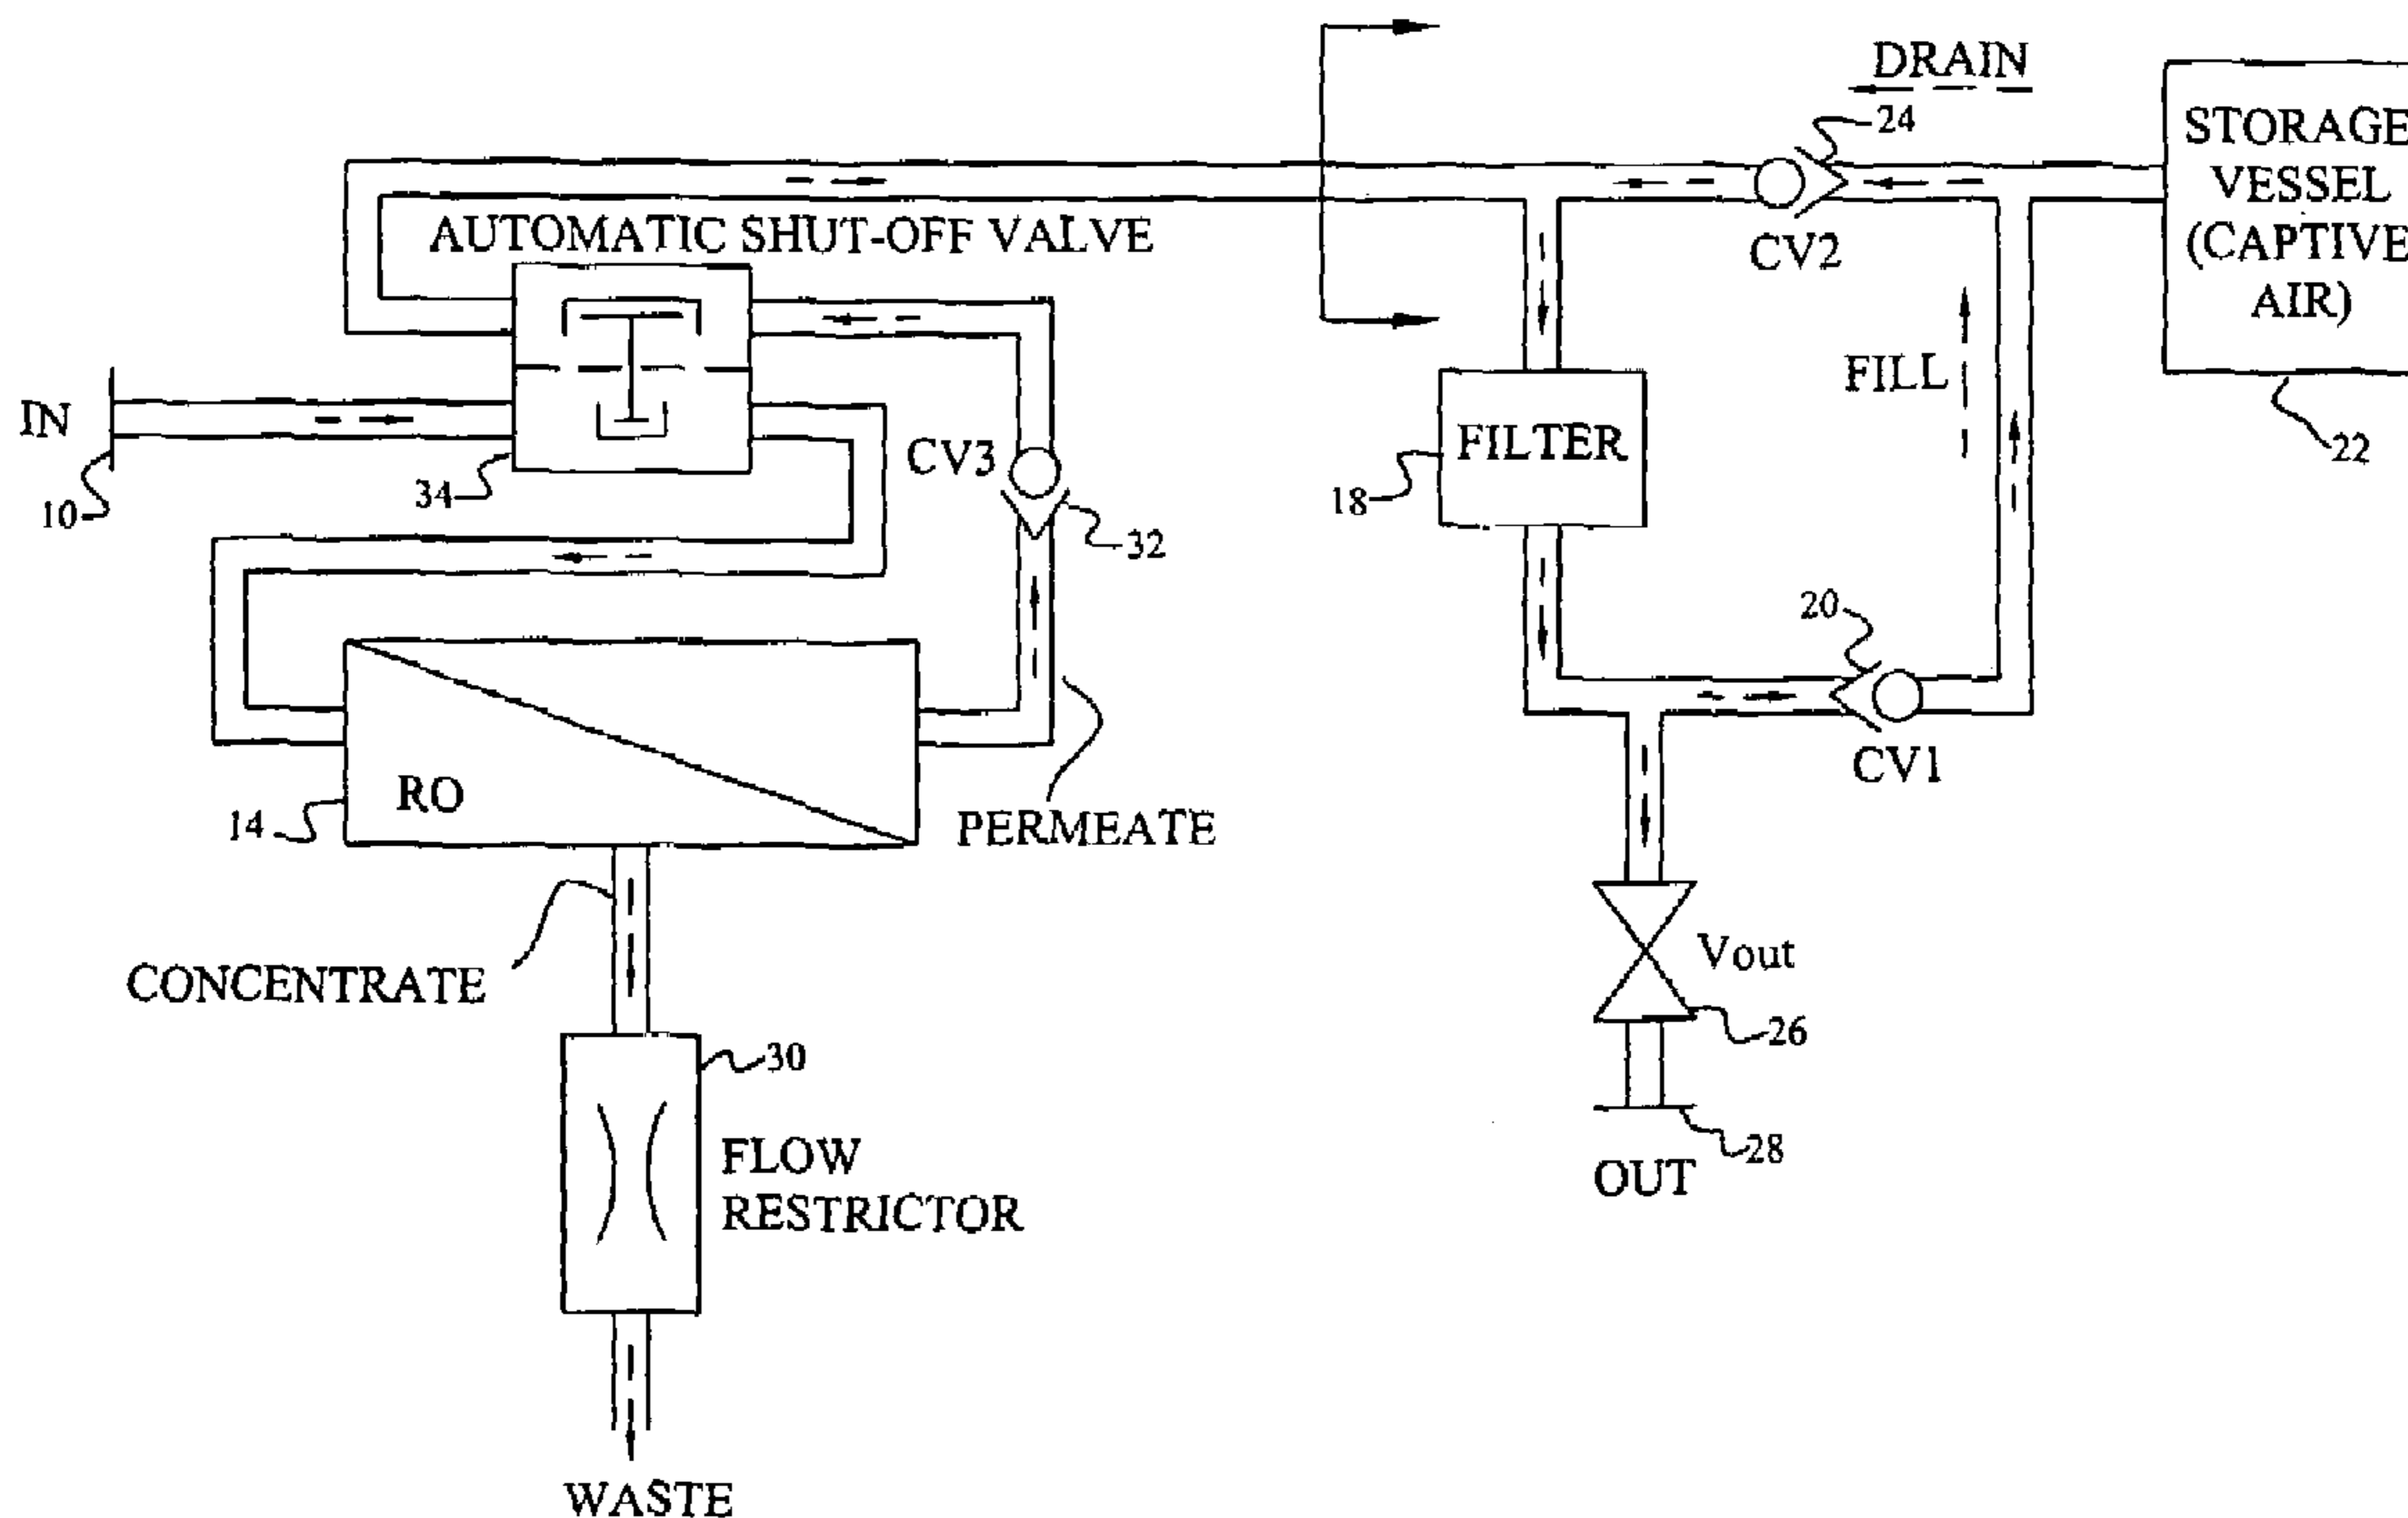 DRAIN
24
STORAGE
VESSEL
(CAPTIVE
AIR)
22
AUTOMATIC SHUT-OFF VALVE
CV2
FILL
IN
10
34
CV3
32
FILTER
18
20
CV1
RO
14
PERMEATE
CONCENTRATE
Vout
26
30
FLOW
RESTRICTOR
28
OUT
WASTE